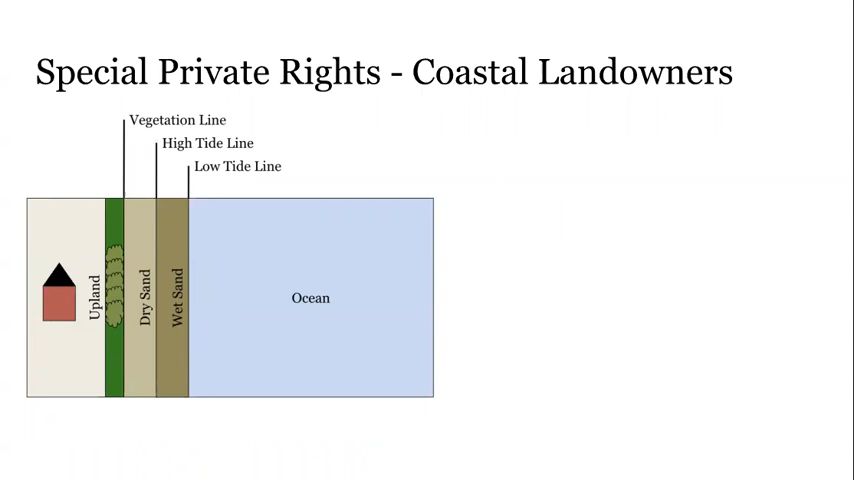 Special Private Rights - Coastal Landowners
Vegetation Line
High Tide Line
Low Tide Line
Upland
Dry Sand
Wet Sand
Ocean